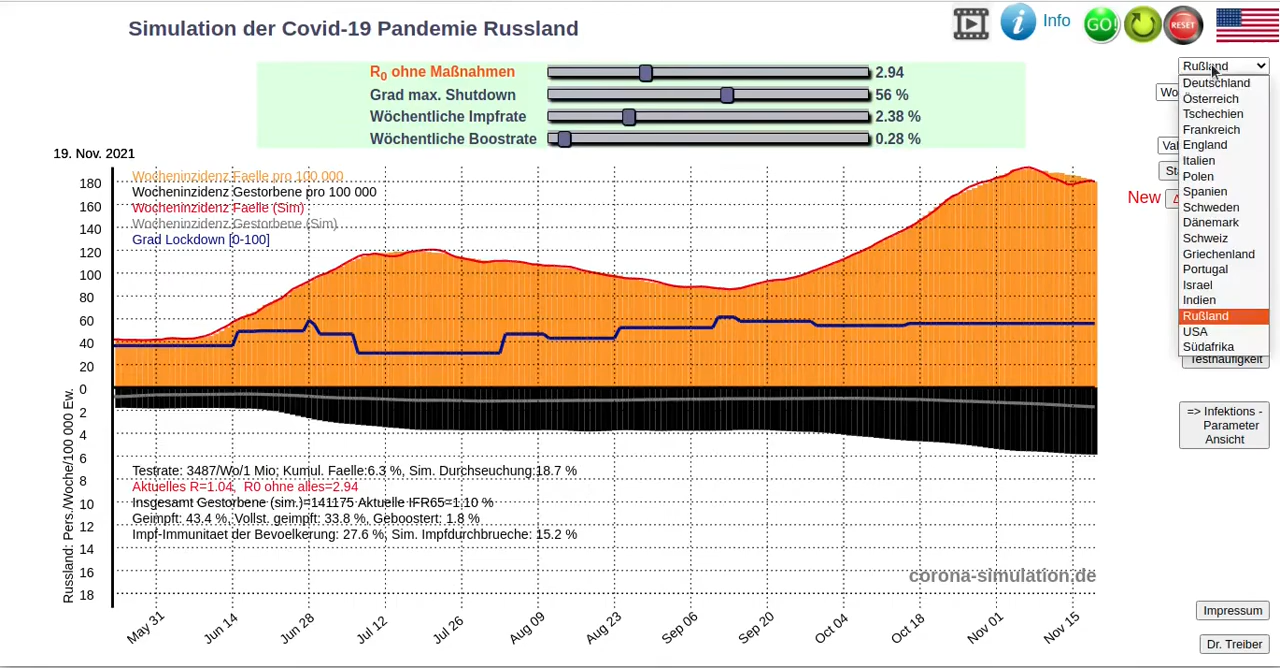 Simulation der Covid-19 Pandemie Russland
Info
GO!
RESET
R0 ohne Maßnahmen
2.94
Grad max. Shutdown
56 %
Wöchentliche Impfrate
2.38 %
Wöchentliche Boostrate
0.28 %
19. Nov. 2021
Wocheninzidenz Faelle pro 100 000
Wocheninzidenz Gestorbene pro 100 000
Wocheninzidenz Faelle (Sim)
Wocheninzidenz Gestorbene (Sim)
Grad Lockdown [0-100]
180
160
140
120
100
80
60
40
20
0
2
4
6
8
10
12
14
16
18
Russland: Pers./Woche/100 000 Ew.
Testrate: 3487/Wo/1 Mio; Kumul. Faelle:6.3 %, Sim. Durchseuchung:18.7 %
Aktuelles R=1.04, R0 ohne alles=2.94
Insgesamt Gestorbene (sim.)=141175 Aktuelle IFR65=1.10 %
Geimpft: 43.4 %, Vollst. geimpft: 33.8 %, Geboostert: 1.8 %
Impf-Immunitaet der Bevoelkerung: 27.6 %, Sim. Impfdurchbrueche: 15.2 %
corona-simulation.de
May 31
Jun 14
Jun 28
Jul 12
Jul 26
Aug 09
Aug 23
Sep 06
Sep 20
Oct 04
Oct 18
Nov 01
Nov 15
Rußland
Deutschland
Österreich
Tschechien
Frankreich
England
Italien
Polen
Spanien
Schweden
Dänemark
Schweiz
Griechenland
Portugal
Israel
Indien
Rußland
USA
Südafrika
New
Testhäufigkeit
=> Infektions -
Parameter
Ansicht
Impressum
Dr. Treiber